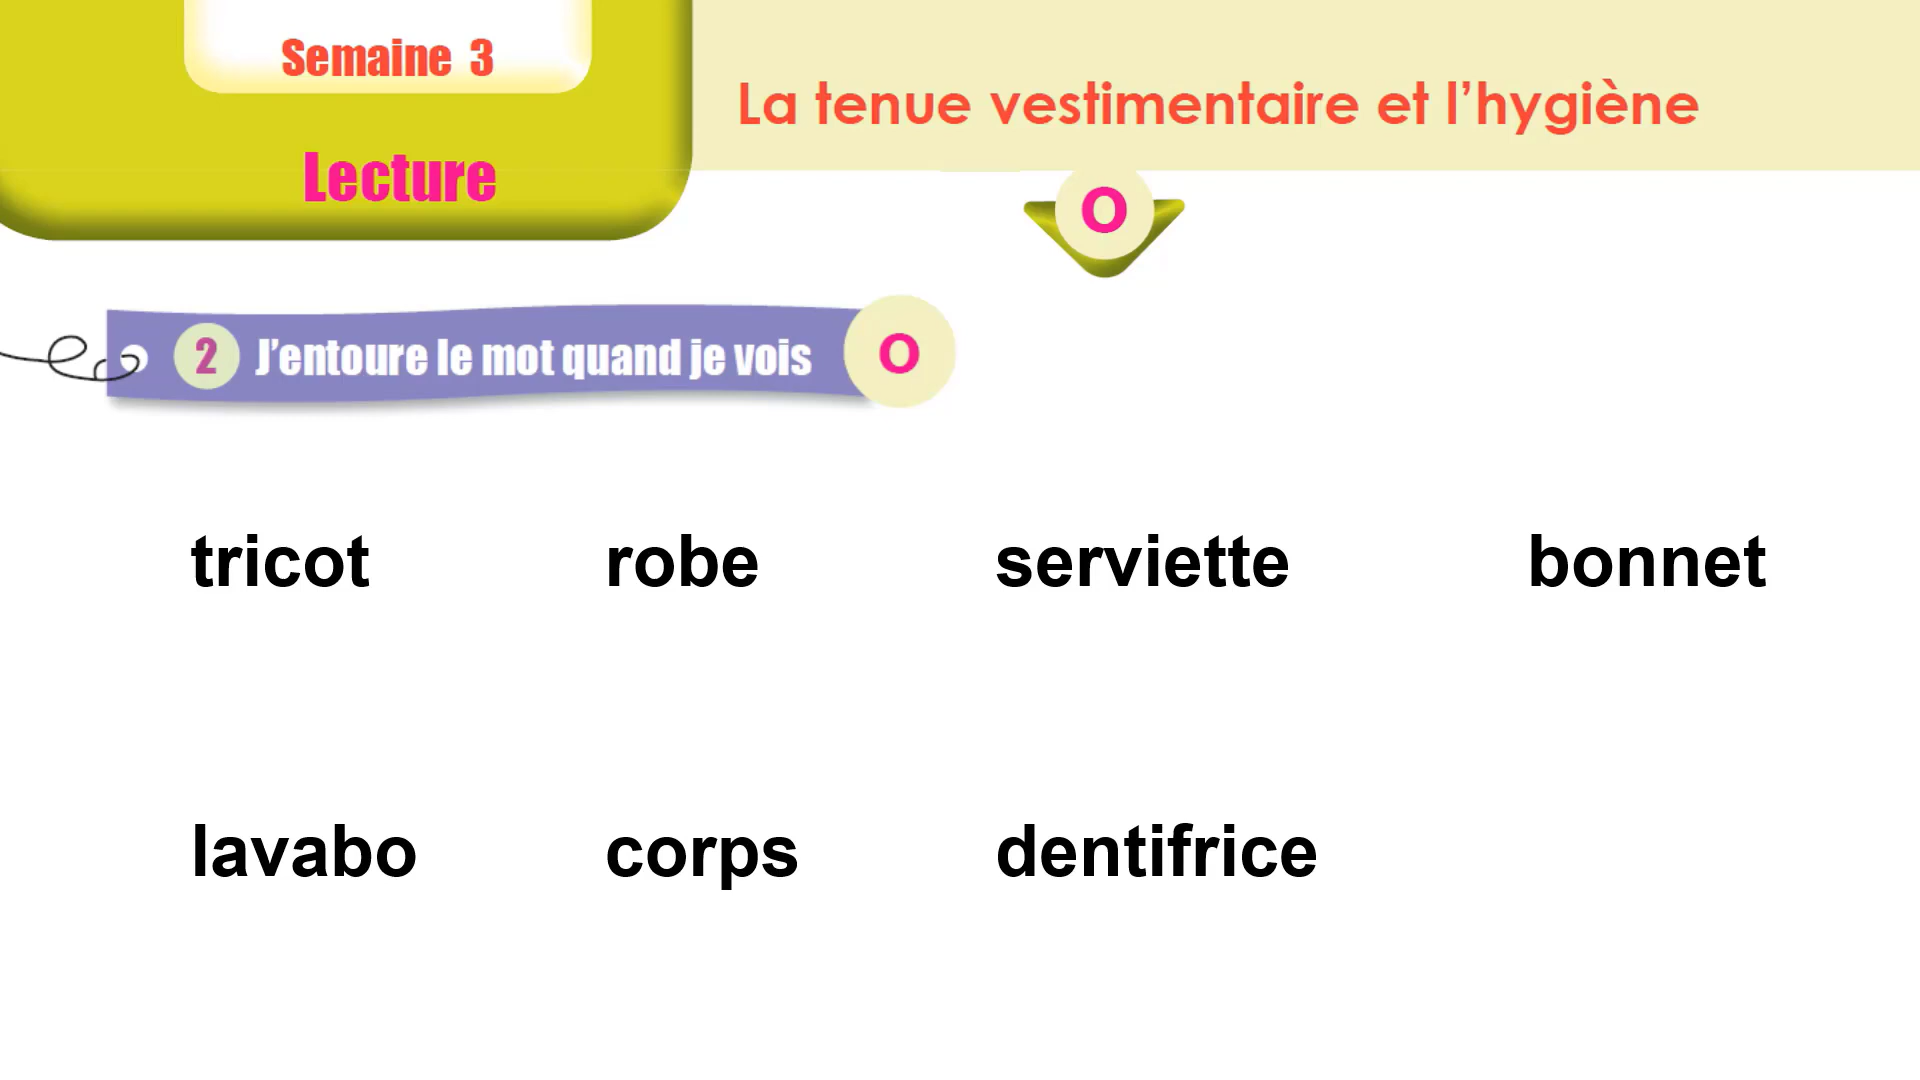 Semaine 3
La tenue vestimentaire et l’hygiène
Lecture
o
2 J’entoure le mot quand je vois o
tricot robe serviette bonnet
lavabo corps dentifrice